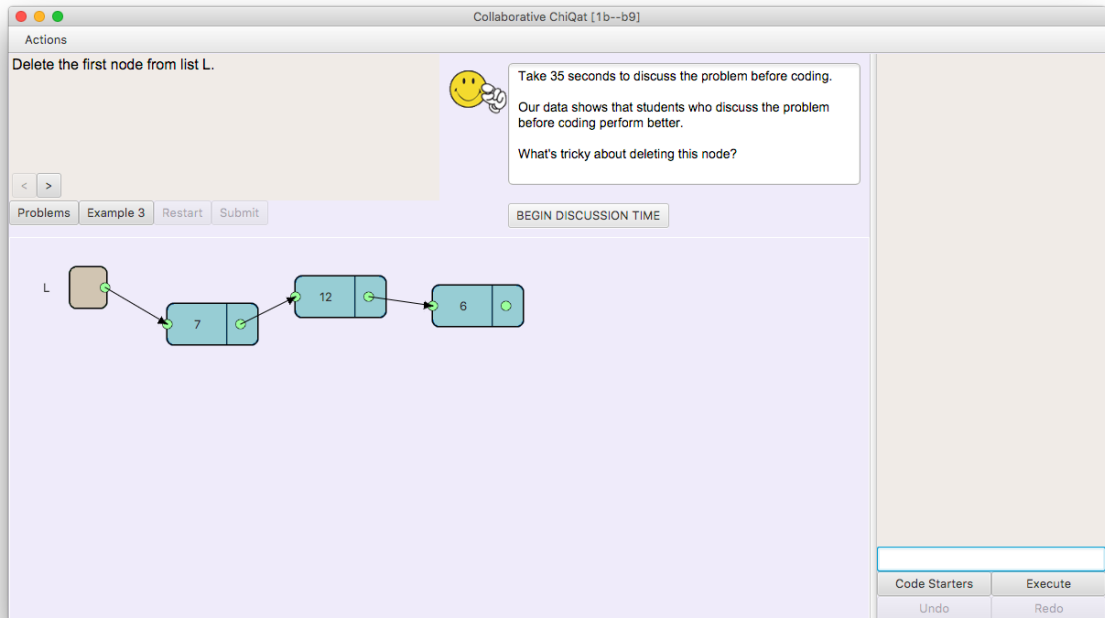 Collaborative ChiQat [1b--b9]
Actions
Delete the first node from list L.
Take 35 seconds to discuss the problem before coding.
Our data shows that students who discuss the problem
before coding perform better.
What's tricky about deleting this node?
< >
Problems Example 3 Restart Submit
BEGIN DISCUSSION TIME
L
7
12
6
Code Starters Execute
Undo Redo